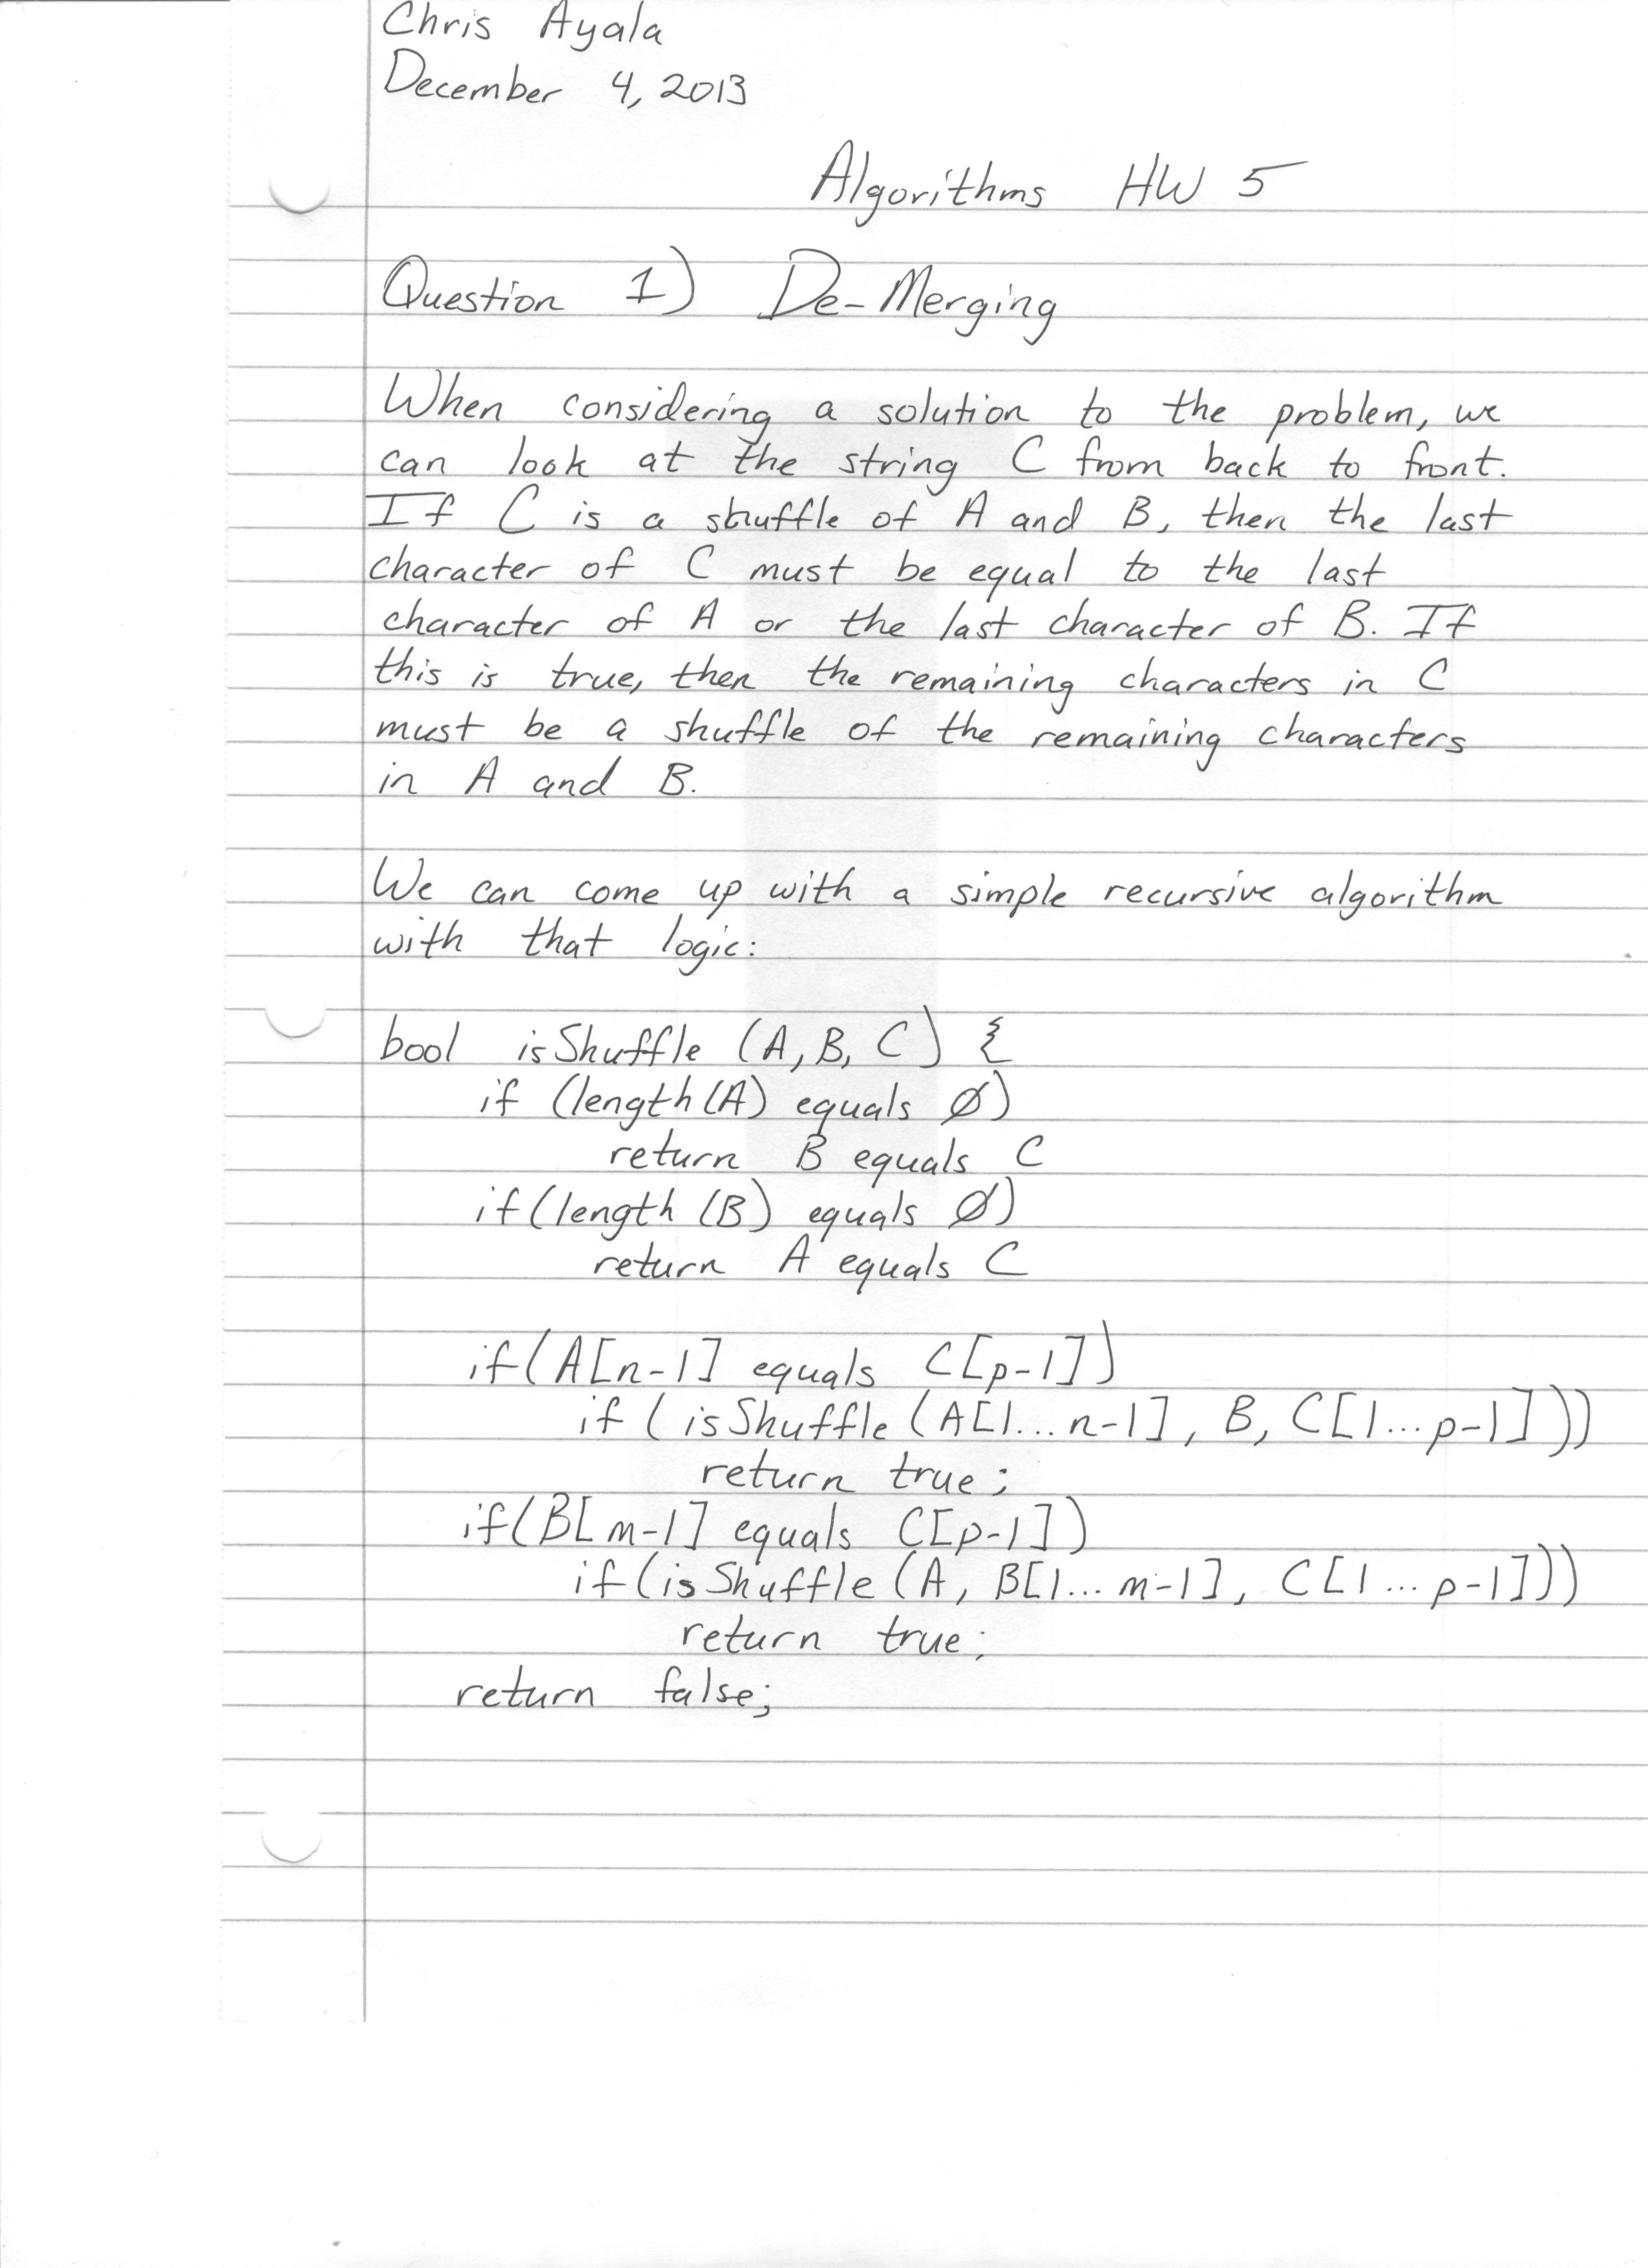 Chris Ayala
December 4, 2013
Algorithms HW 5
Question 1) De-Merging
When considering a solution to the problem, we
can look at the string C from back to front.
If C is a shuffle of A and B, then the last
character of C must be equal to the last
character of A or the last character of B. If
this is true, then the remaining characters in C
must be a shuffle of the remaining characters
in A and B.
We can come up with a simple recursive algorithm
with that logic:
bool isShuffle (A, B, C) {
if (length(A) equals Ø)
return B equals C
if (length (B) equals Ø)
return A equals C
if (A[n-1] equals C[p-1])
if (isShuffle (A[1...n-1], B, C[1...p-1]))
return true;
if (B[m-1] equals C[p-1])
if (isShuffle (A, B[1...m-1], C[1...p-1]))
return true;
return false;